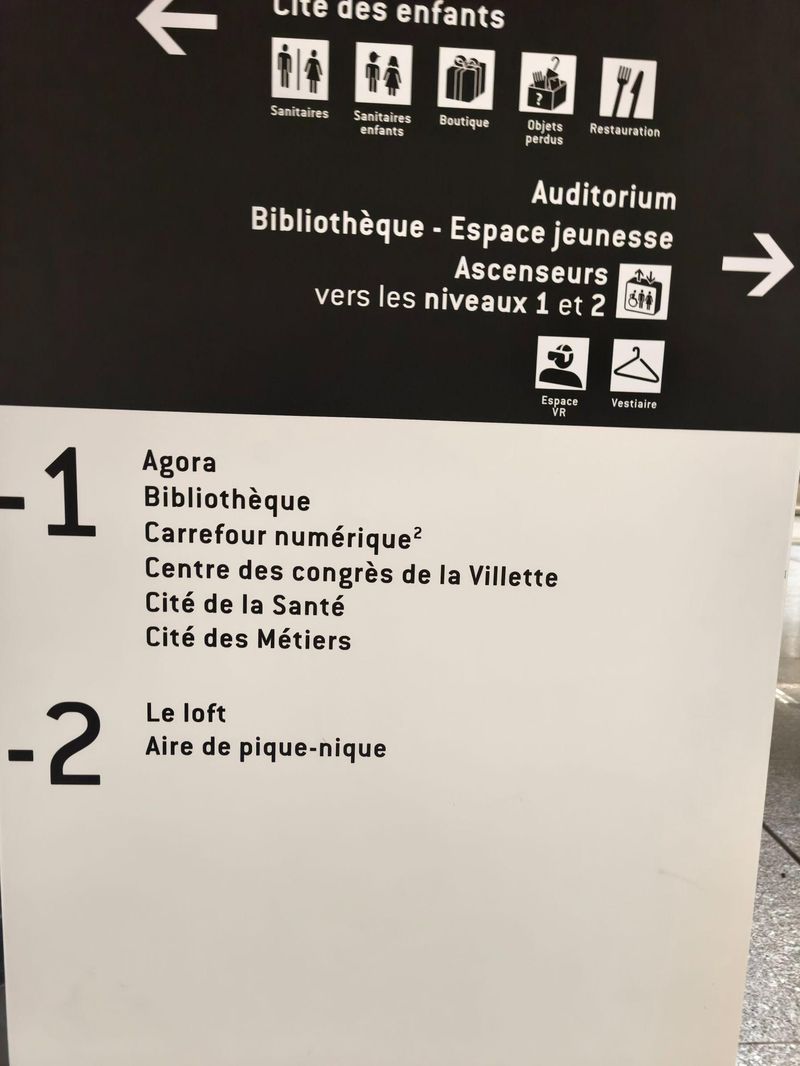 Cité des enfants
Sanitaires
Sanitaires
enfants
Boutique
Objets
perdus
Restauration
Auditorium
Bibliothèque - Espace jeunesse
Ascenseurs
vers les niveaux 1 et 2
Espace
VR
Vestiaire
-1
Agora
Bibliothèque
Carrefour numérique²
Centre des congrès de la Villette
Cité de la Santé
Cité des Métiers
-2
Le loft
Aire de pique-nique